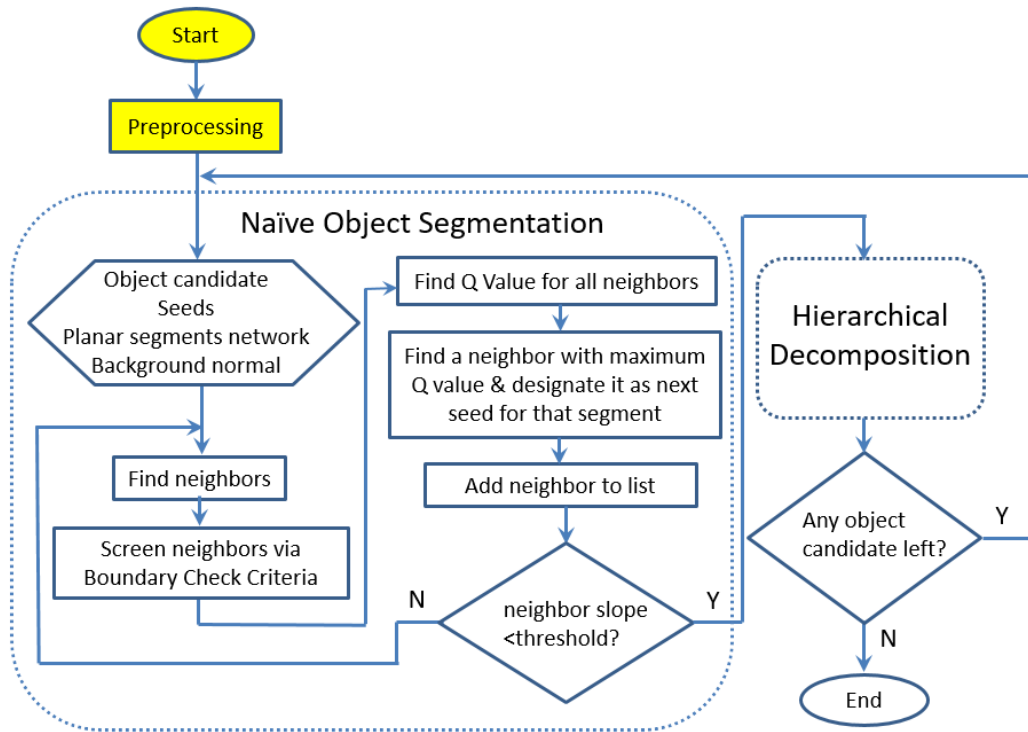 Start
Preprocessing
Naïve Object Segmentation
Object candidate
Seeds
Planar segments network
Background normal
Find neighbors
Screen neighbors via
Boundary Check Criteria
Find Q Value for all neighbors
Find a neighbor with maximum
Q value & designate it as next
seed for that segment
Add neighbor to list
neighbor slope
<threshold?
N
Y
Hierarchical
Decomposition
Any object
candidate left?
Y
N
End